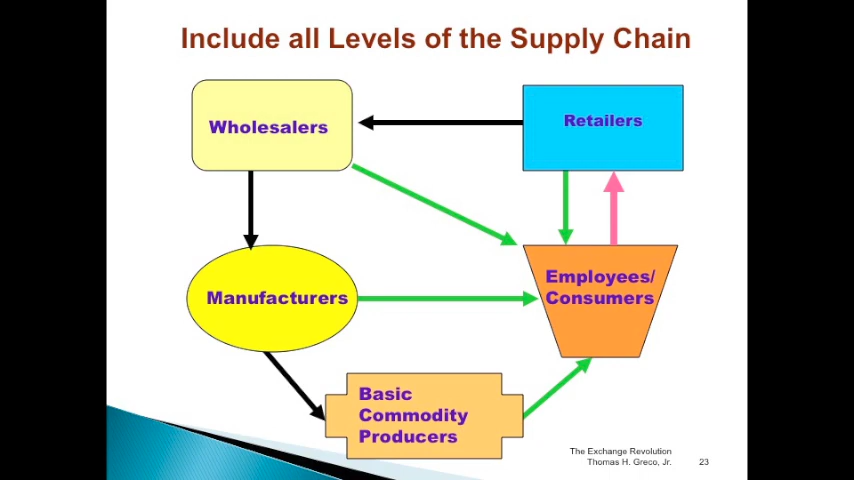 Include all Levels of the Supply Chain
Wholesalers
Retailers
Employees/
Consumers
Manufacturers
Basic
Commodity
Producers
The Exchange Revolution
Thomas H. Greco, Jr.
23